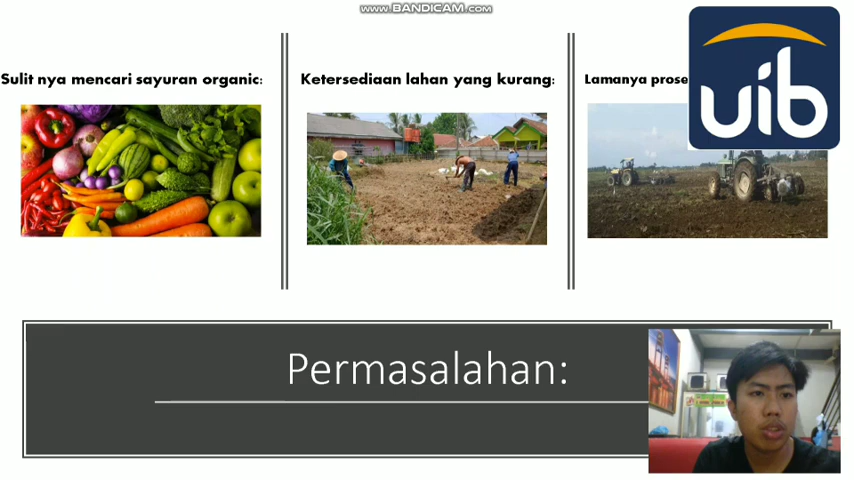 www.BANDICAM.com
Sulit nya mencari sayuran organic:
Ketersediaan lahan yang kurang:
Lamanya prose
uib
Permasalahan: